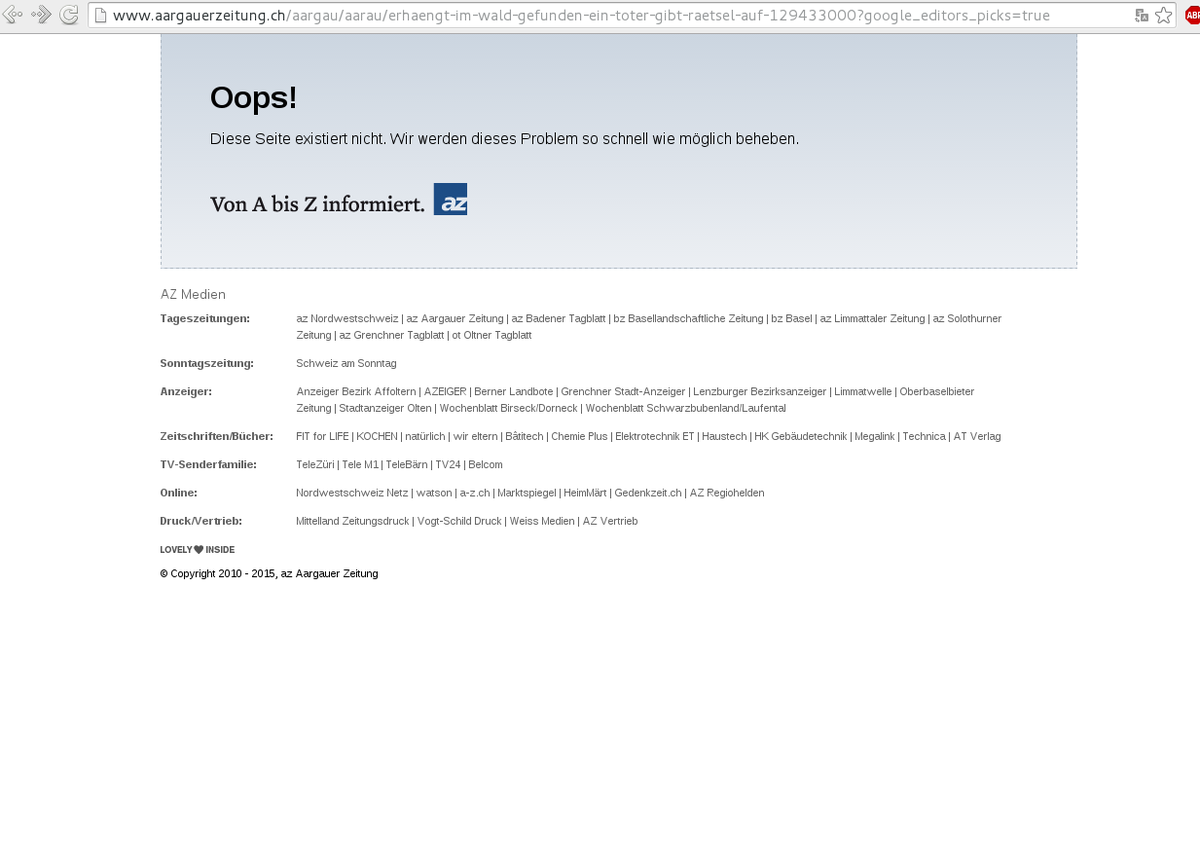 www.aargauerzeitung.ch/aargau/aarau/erhaengt-im-wald-gefunden-ein-toter-gibt-raetsel-auf-129433000?google_editors_picks=true
ABP
Oops!
Diese Seite existiert nicht. Wir werden dieses Problem so schnell wie möglich beheben.
Von A bis Z informiert. az
AZ Medien
Tageszeitungen: az Nordwestschweiz | az Aargauer Zeitung | az Badener Tagblatt | bz Basellandschaftliche Zeitung | bz Basel | az Limmattaler Zeitung | az Solothurner
Zeitung | az Grenchner Tagblatt | ot Oltner Tagblatt
Sonntagszeitung: Schweiz am Sonntag
Anzeiger: Anzeiger Bezirk Affoltern | AZEIGER | Berner Landbote | Grenchner Stadt-Anzeiger | Lenzburger Bezirksanzeiger | Limmatwelle | Oberbaselbieter
Zeitung | Stadtanzeiger Olten | Wochenblatt Birseck/Dorneck | Wochenblatt Schwarzbubenland/Laufental
Zeitschriften/Bücher: FIT for LIFE | KOCHEN | natürlich | wir eltern | Bâtitech | Chemie Plus | Elektrotechnik ET | Haustech | HK Gebäudetechnik | Megalink | Technica | AT Verlag
TV-Senderfamilie: TeleZüri | Tele M1 | TeleBärn | TV24 | Belcom
Online: Nordwestschweiz Netz | watson | a-z.ch | Marktspiegel | HeimMärt | Gedenkzeit.ch | AZ Regiohelden
Druck/Vertrieb: Mittelland Zeitungsdruck | Vogt-Schild Druck | Weiss Medien | AZ Vertrieb
LOVELY♥INSIDE
© Copyright 2010 - 2015, az Aargauer Zeitung